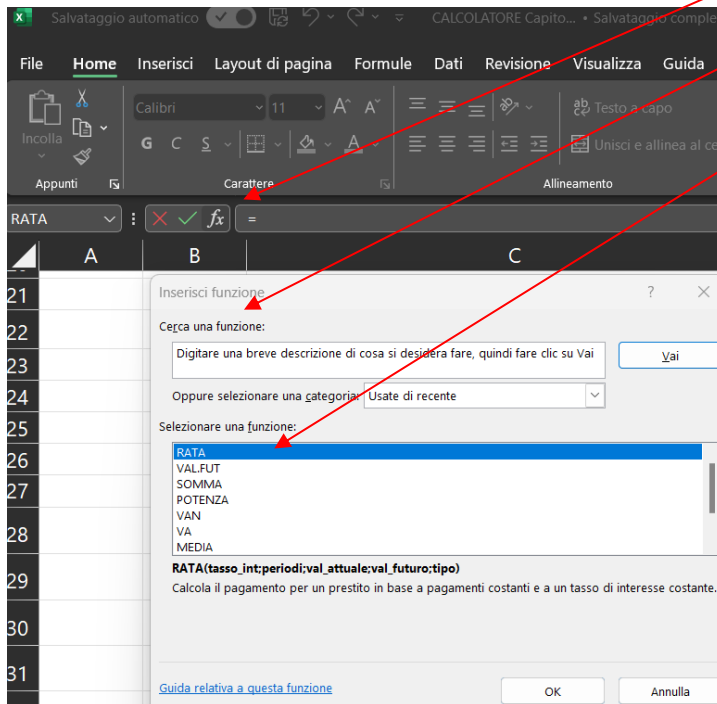 Salvataggio automatico CALCOLATORE Capito... • Salvataggio comple
File Home Inserisci Layout di pagina Formule Dati Revisione Visualizza Guida
Incolla Calibri 11 A^ Aˇ ab Testo a capo
G C S A Unisci e allinea al ce
Appunti Carattere Allineamento
RATA fx =
A B C
21
22
23
24
25
26
27
28
29
30
31
Inserisci funzione ? ×
Cerca una funzione:
Digitare una breve descrizione di cosa si desidera fare, quindi fare clic su Vai Vai
Oppure selezionare una categoria: Usate di recente
Selezionare una funzione:
RATA
VAL.FUT
SOMMA
POTENZA
VAN
VA
MEDIA
RATA(tasso_int;periodi;val_attuale;val_futuro;tipo)
Calcola il pagamento per un prestito in base a pagamenti costanti e a un tasso di interesse costante.
Guida relativa a questa funzione OK Annulla